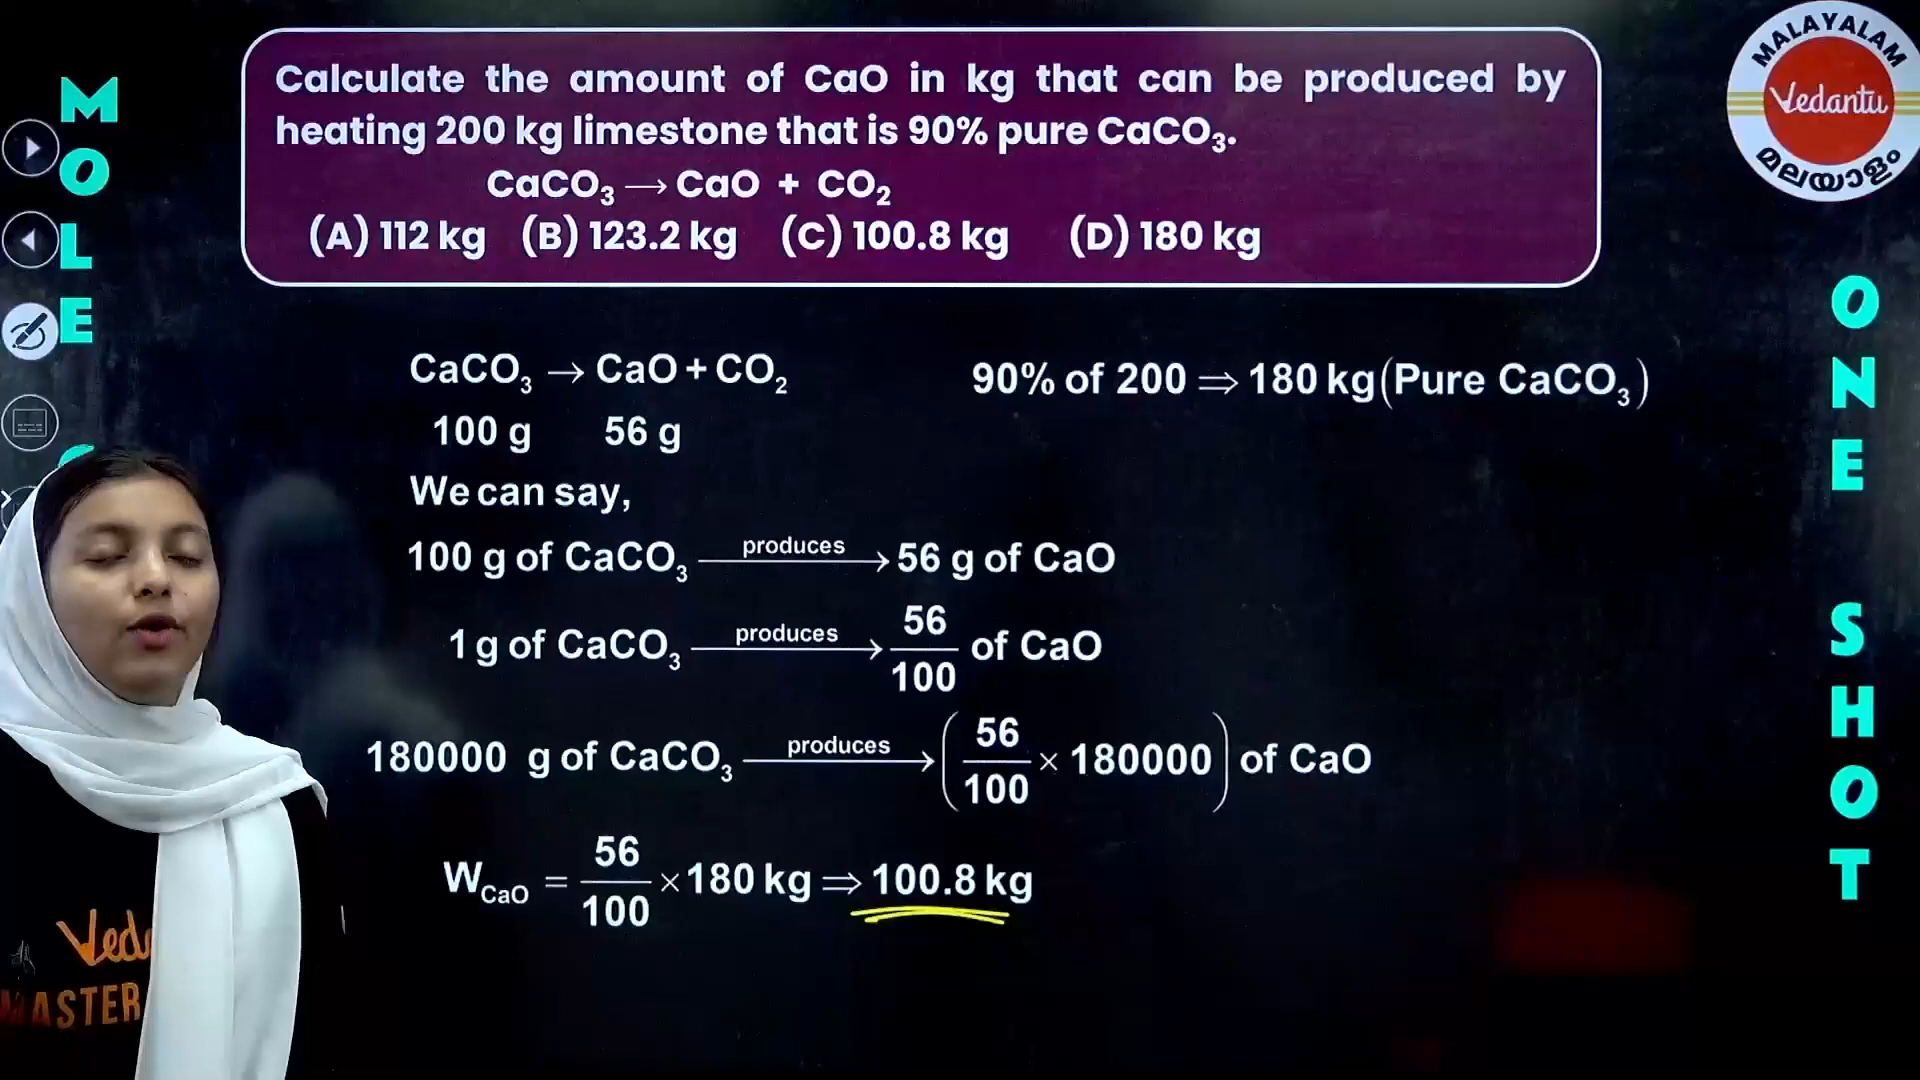 Calculate the amount of CaO in kg that can be produced by
heating 200 kg limestone that is 90% pure CaCO₃.
CaCO₃ ⟶ CaO + CO₂
(A) 112 kg (B) 123.2 kg (C) 100.8 kg (D) 180 kg
MALAYALAM
Vedantu
മലയാളം
MOLE
ONE
SHOT
CaCO₃ → CaO + CO₂
100 g 56 g
90% of 200 ⇒ 180 kg (Pure CaCO₃)
We can say,
100 g of CaCO₃ produces→ 56 g of CaO
1 g of CaCO₃ produces→ 56/100 of CaO
180000 g of CaCO₃ produces→ (56/100 × 180000) of CaO
W_CaO = 56/100 × 180 kg ⇒ 100.8 kg
MASTER